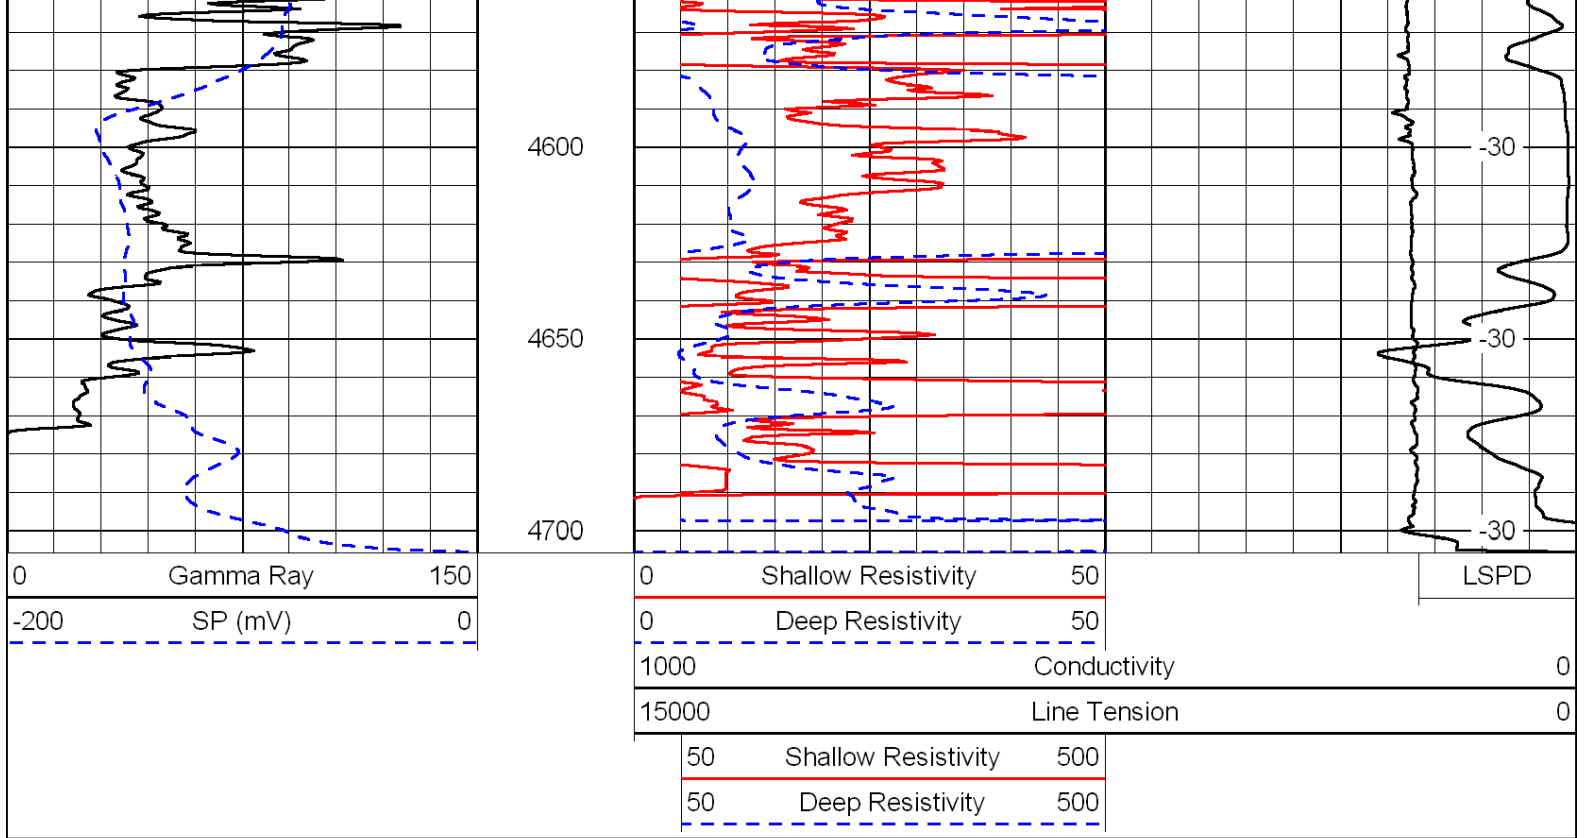 4600 -30
4650 -30
4700 -30
0 Gamma Ray 150 0 Shallow Resistivity 50 LSPD
-200 SP (mV) 0 0 Deep Resistivity 50
1000 Conductivity 0
15000 Line Tension 0
50 Shallow Resistivity 500
50 Deep Resistivity 500